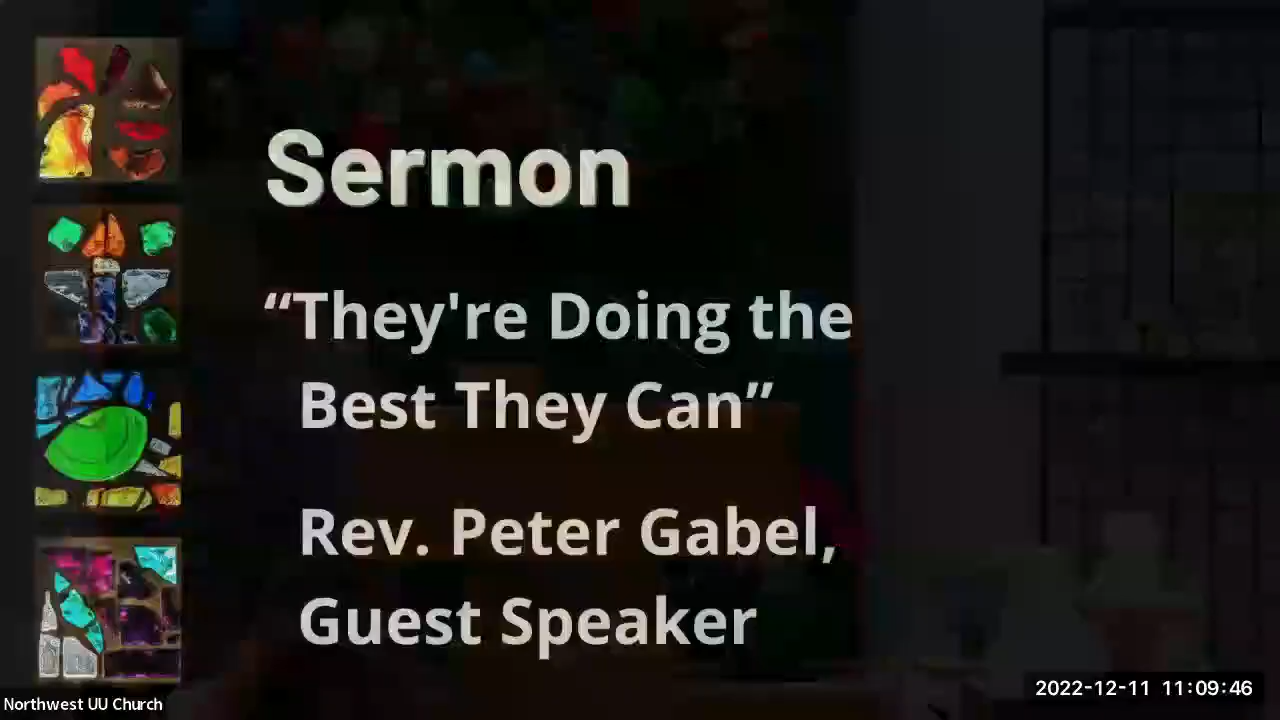 Sermon
“They're Doing the
Best They Can”
Rev. Peter Gabel,
Guest Speaker
Northwest UU Church
2022-12-11 11:09:46